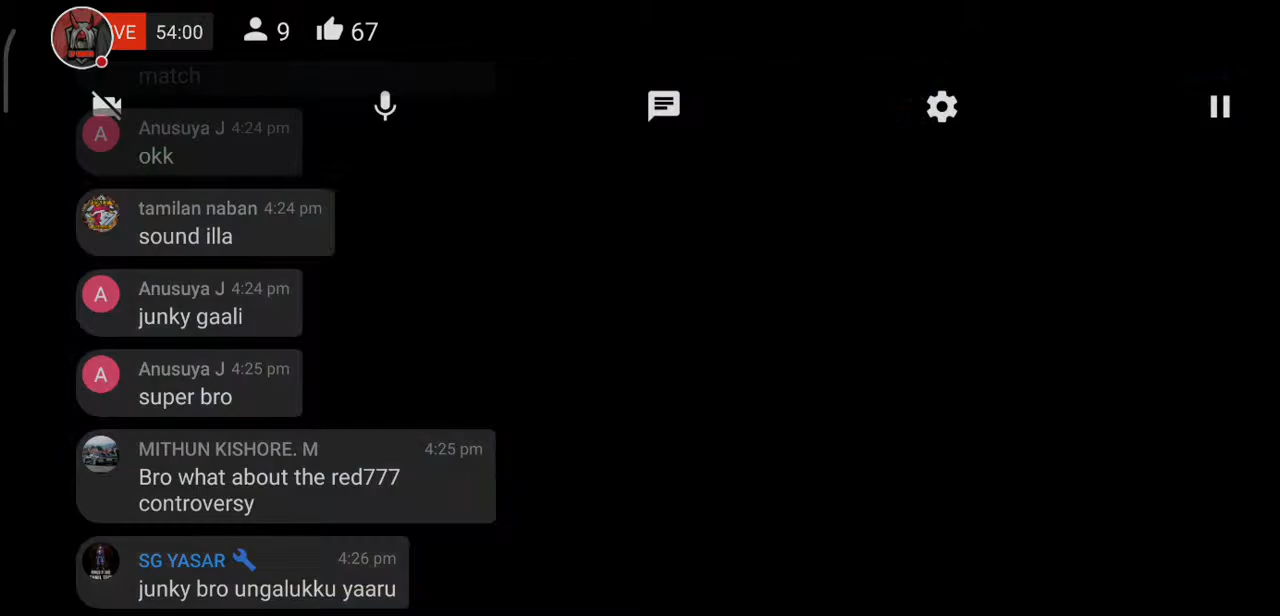 VE 54:00 9 67
match
A Anusuya J 4:24 pm
okk
tamilan naban 4:24 pm
sound illa
A Anusuya J 4:24 pm
junky gaali
A Anusuya J 4:25 pm
super bro
MITHUN KISHORE. M 4:25 pm
Bro what about the red777
controversy
SG YASAR 4:26 pm
junky bro ungalukku yaaru